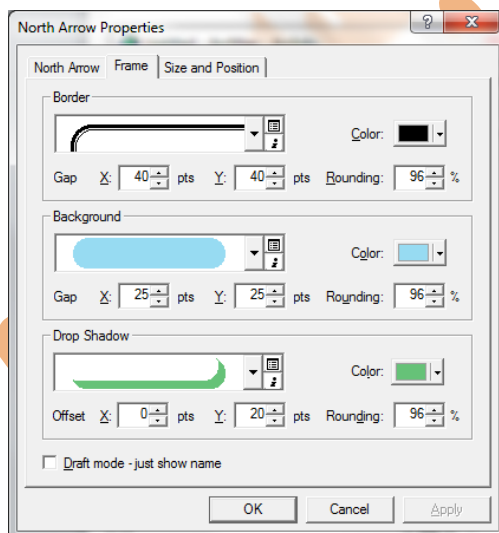 North Arrow Properties ? x
North Arrow Frame Size and Position
Border
Color:
Gap X: 40 pts Y: 40 pts Rounding: 96 %
Background
Color:
Gap X: 25 pts Y: 25 pts Rounding: 96 %
Drop Shadow
Color:
Offset X: 0 pts Y: 20 pts Rounding: 96 %
Draft mode - just show name
OK Cancel Apply